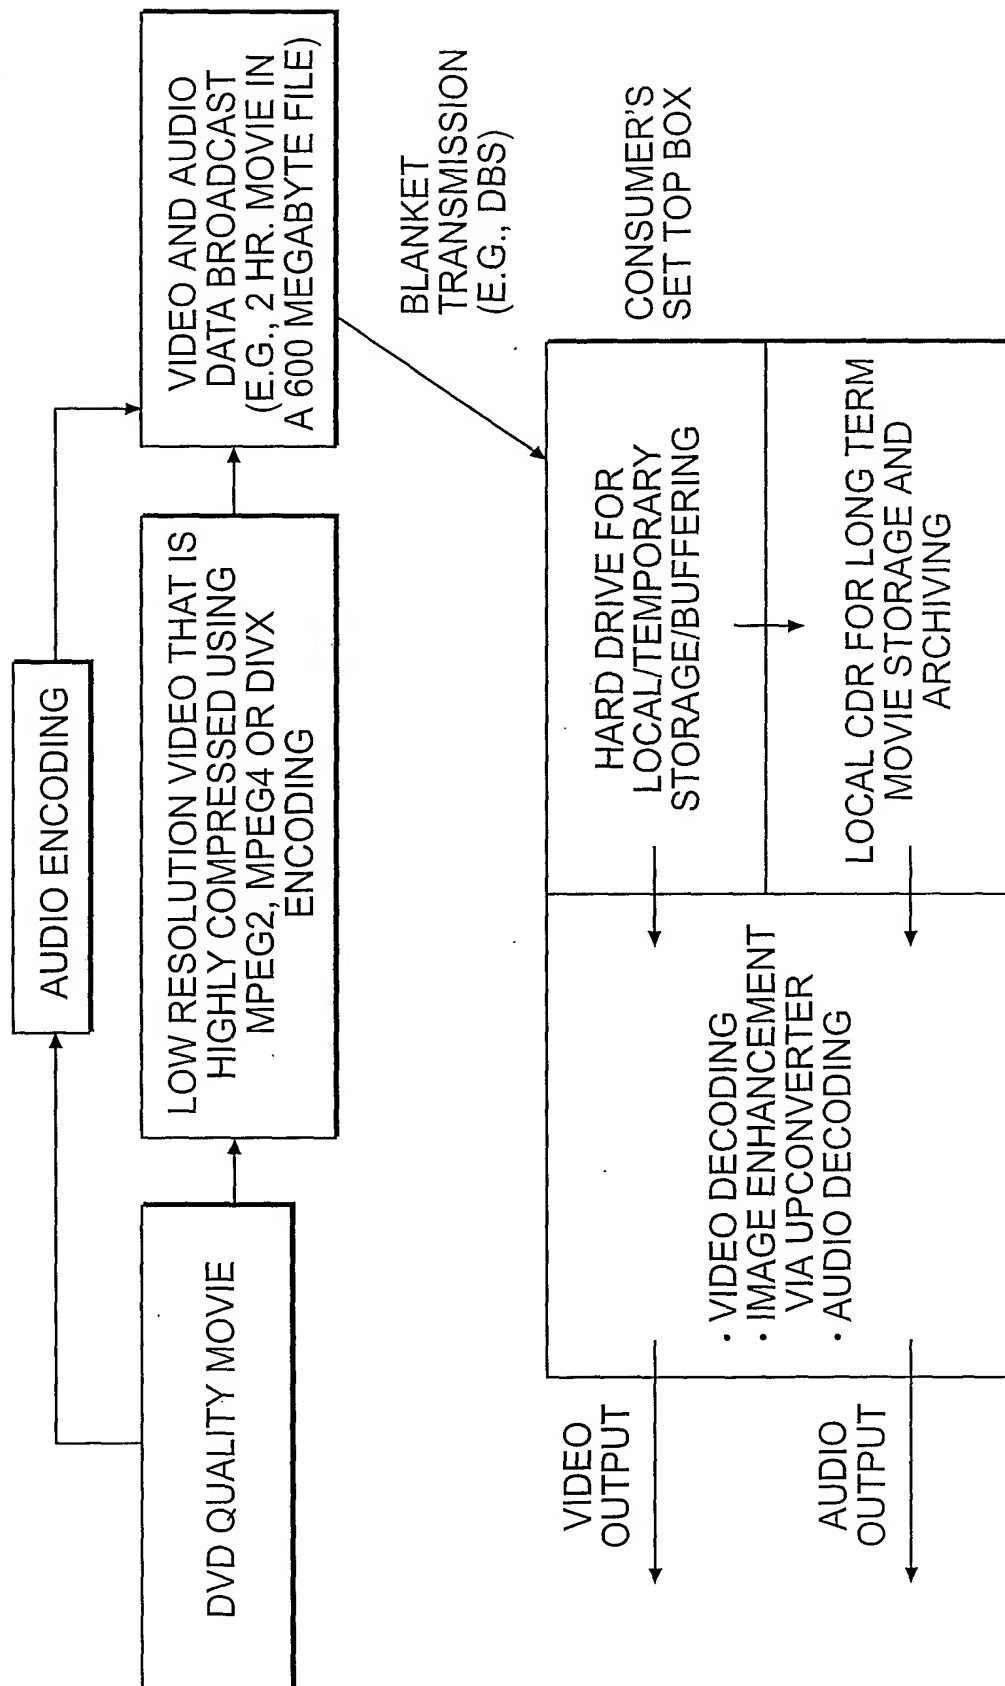 AUDIO ENCODING
DVD QUALITY MOVIE
LOW RESOLUTION VIDEO THAT IS
HIGHLY COMPRESSED USING
MPEG2, MPEG4 OR DIVX
ENCODING
VIDEO AND AUDIO
DATA BROADCAST
(E.G., 2 HR. MOVIE IN
A 600 MEGABYTE FILE)
BLANKET
TRANSMISSION
(E.G., DBS)
CONSUMER'S
SET TOP BOX
HARD DRIVE FOR
LOCAL/TEMPORARY
STORAGE/BUFFERING
LOCAL CDR FOR LONG TERM
MOVIE STORAGE AND
ARCHIVING
· VIDEO DECODING
· IMAGE ENHANCEMENT
VIA UPCONVERTER
· AUDIO DECODING
VIDEO
OUTPUT
AUDIO
OUTPUT